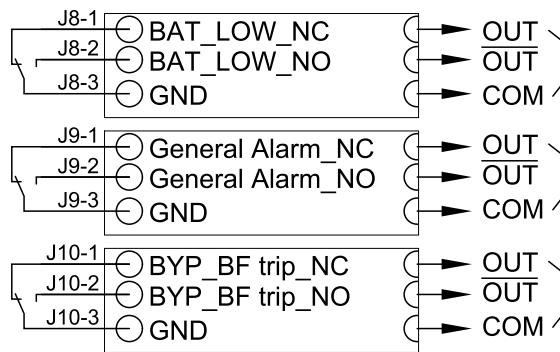 J8-1 BAT_LOW_NC OUT
J8-2 BAT_LOW_NO OUT
J8-3 GND COM
J9-1 General Alarm_NC OUT
J9-2 General Alarm_NO OUT
J9-3 GND COM
J10-1 BYP_BF trip_NC OUT
J10-2 BYP_BF trip_NO OUT
J10-3 GND COM